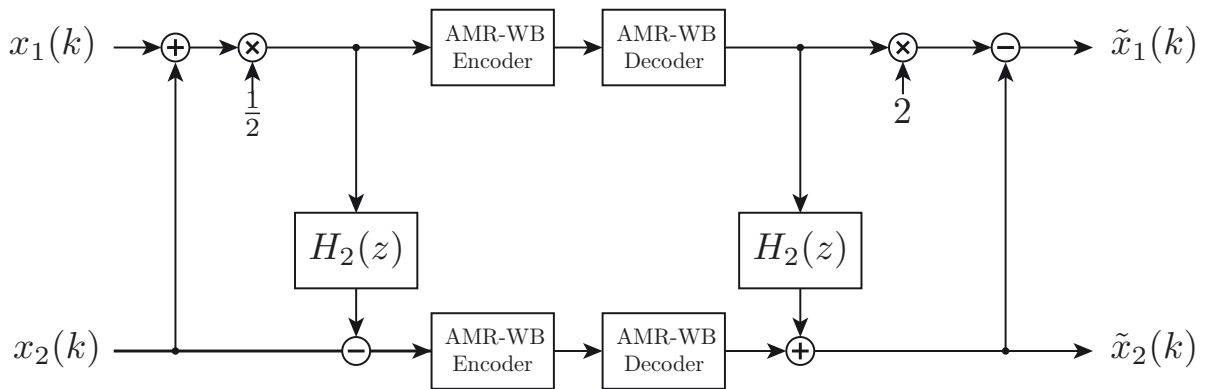 x₁(k)
+
×
1/2
AMR-WB
Encoder
AMR-WB
Decoder
×
2
−
x̃₁(k)
H₂(z)
H₂(z)
x₂(k)
−
AMR-WB
Encoder
AMR-WB
Decoder
+
x̃₂(k)